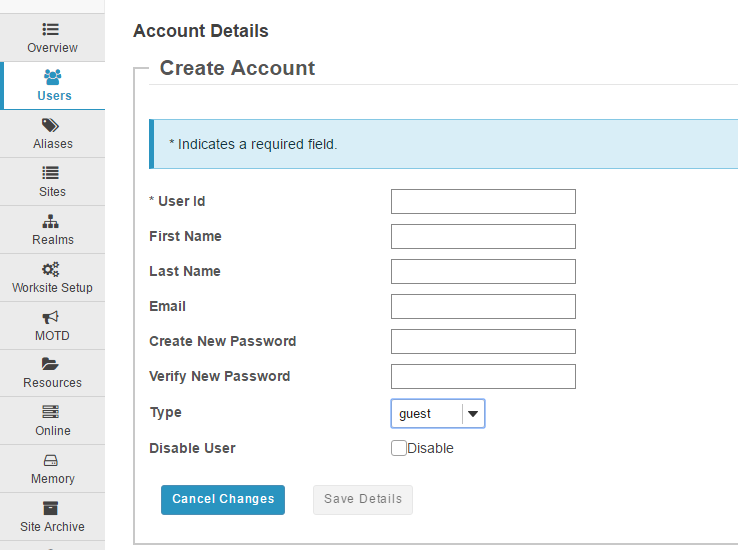 Overview
Users
Aliases
Sites
Realms
Worksite Setup
MOTD
Resources
Online
Memory
Site Archive
Account Details
Create Account
* Indicates a required field.
* User Id
First Name
Last Name
Email
Create New Password
Verify New Password
Type
guest
Disable User
Disable
Cancel Changes
Save Details